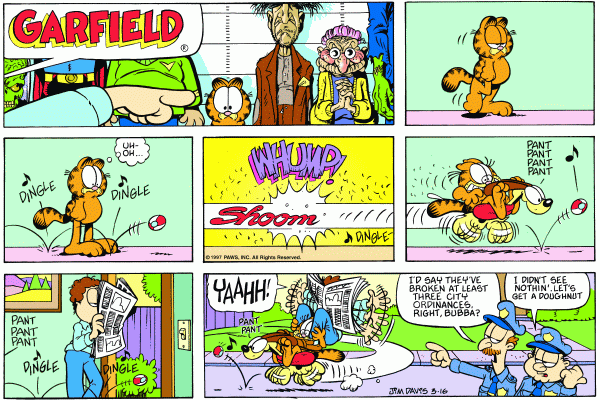 GARFIELD
®
UH-
OH...
DINGLE
DINGLE
WHUMP!
Shoom
DINGLE
© 1997 PAWS, INC. All Rights Reserved.
PANT
PANT
PANT
PANT
PANT
PANT
PANT
DINGLE
DINGLE
YAAHH!
PANT
PANT
I'D SAY THEY'VE
BROKEN AT LEAST
THREE CITY
ORDINANCES.
RIGHT, BUBBA?
I DIDN'T SEE
NOTHIN'. LET'S
GET A DOUGHNUT
JIM DAVIS 3-16